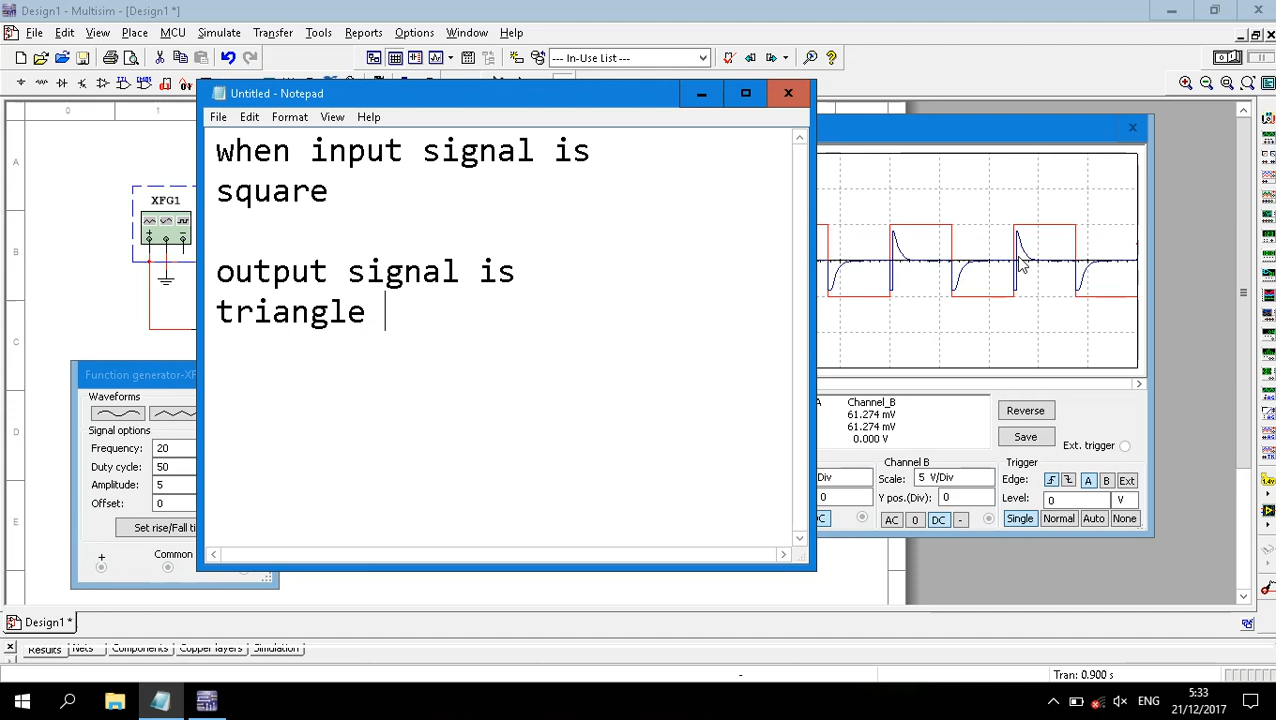 Design1 - Multisim - [Design1 *]
File Edit View Place MCU Simulate Transfer Tools Reports Options Window Help
--- In-Use List ---
Untitled - Notepad
File Edit Format View Help
when input signal is
square
output signal is
triangle
0 1
A
B
C
D
E
XFG1
Function generator-XF
Waveforms
Signal options
Frequency: 20
Duty cycle: 50
Amplitude: 5
Offset: 0
Set rise/Fall ti
+ Common
A
B
C
D
E
Channel_B
61.274 mV
61.274 mV
0.000 V
Reverse
Save
Ext. trigger
/Div
0
DC
Channel B
Scale: 5 V/Div
Y pos.(Div): 0
AC 0 DC -
Trigger
Edge: A B Ext
Level: 0 V
Single Normal Auto None
Design1 *
Results Nets Components Copper layers Simulation
- Tran: 0.900 s
ENG
5:33
21/12/2017